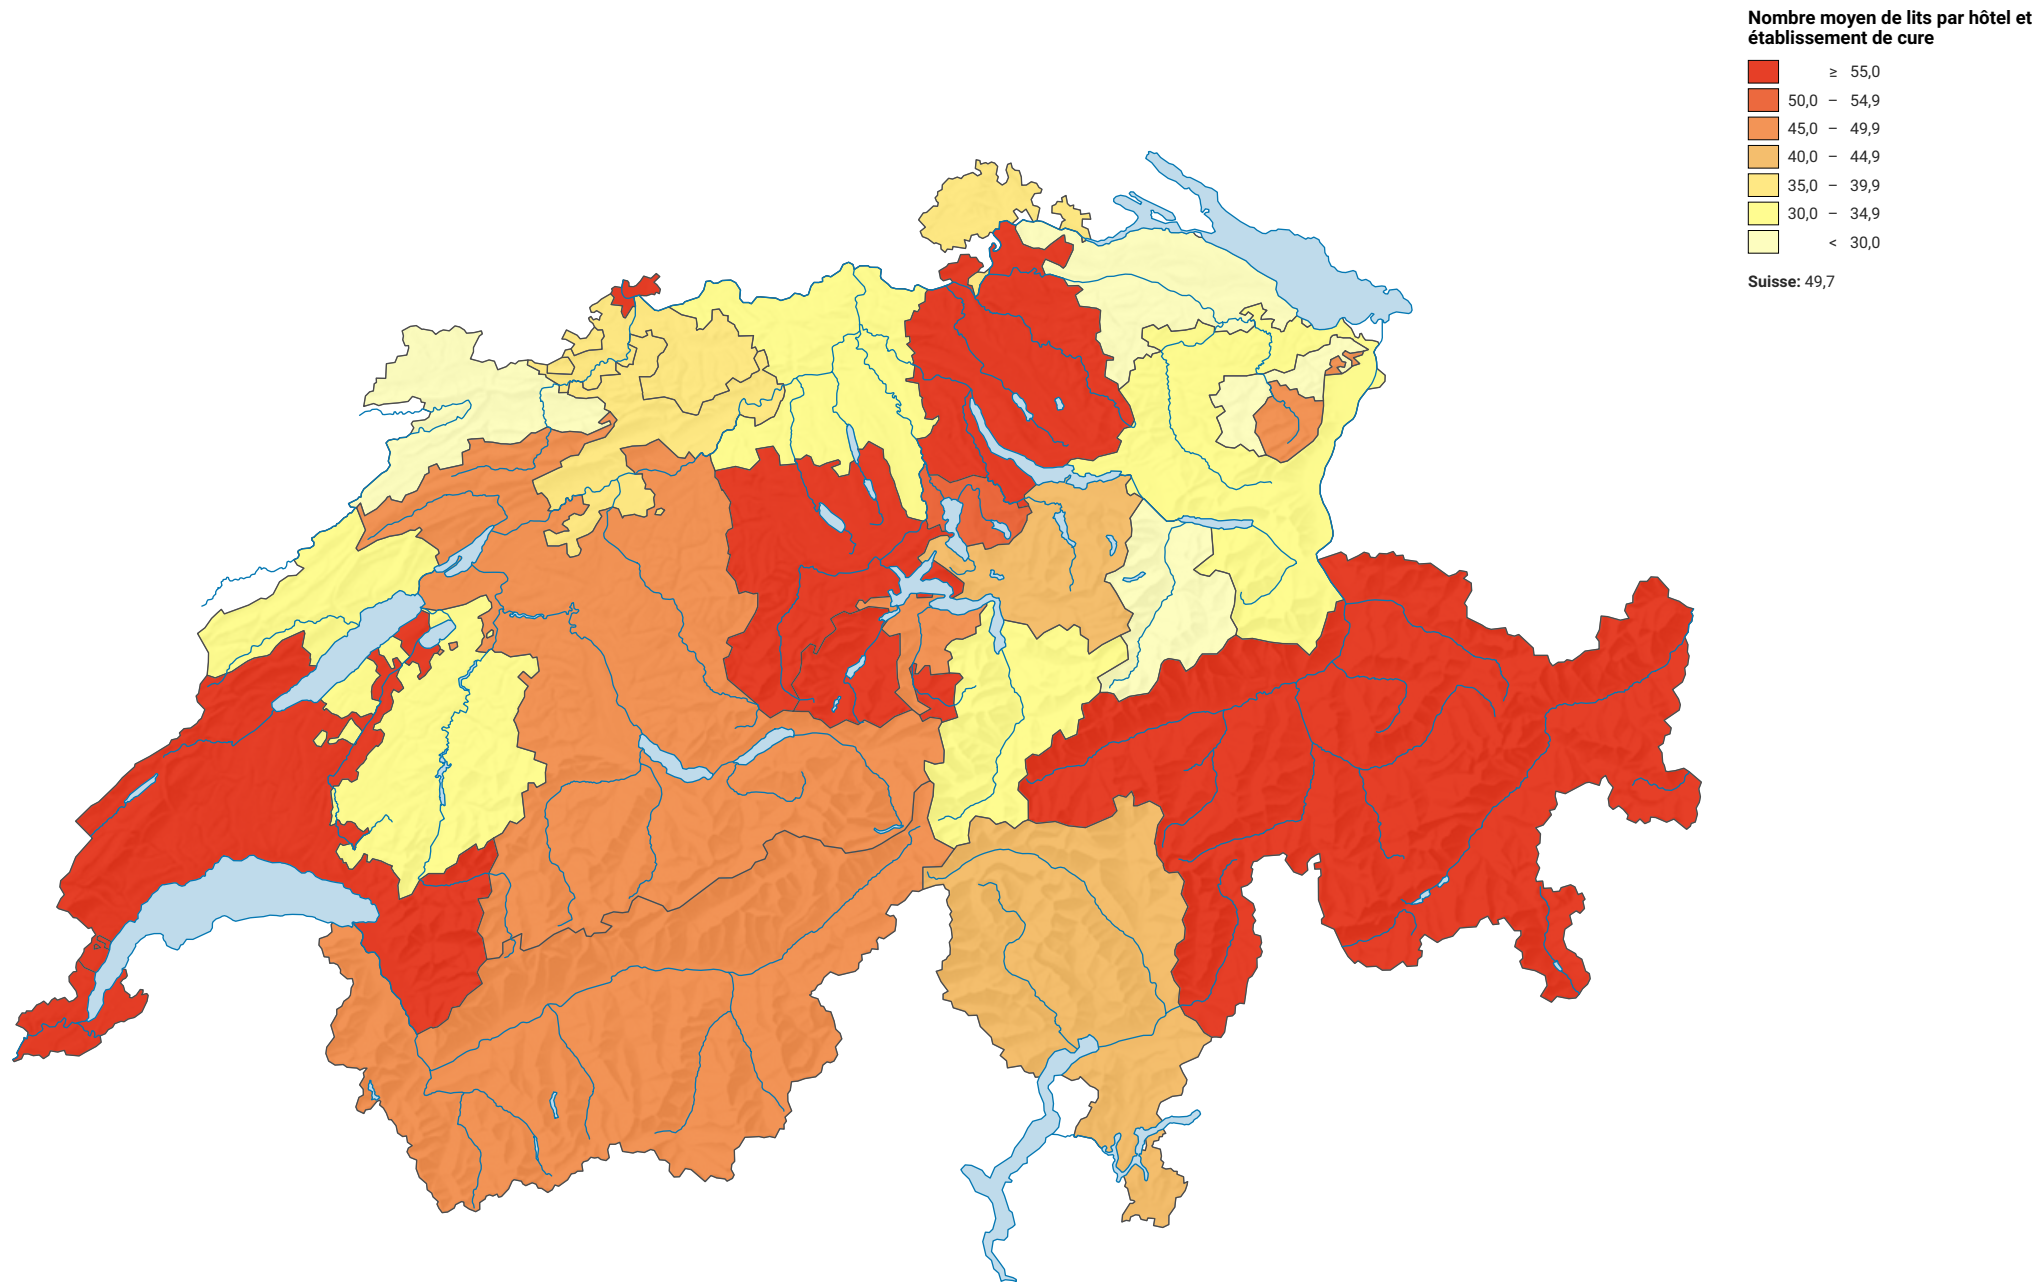 Nombre moyen de lits par hôtel et
établissement de cure
≥ 55,0
50,0 – 54,9
45,0 – 49,9
40,0 – 44,9
35,0 – 39,9
30,0 – 34,9
< 30,0
Suisse: 49,7